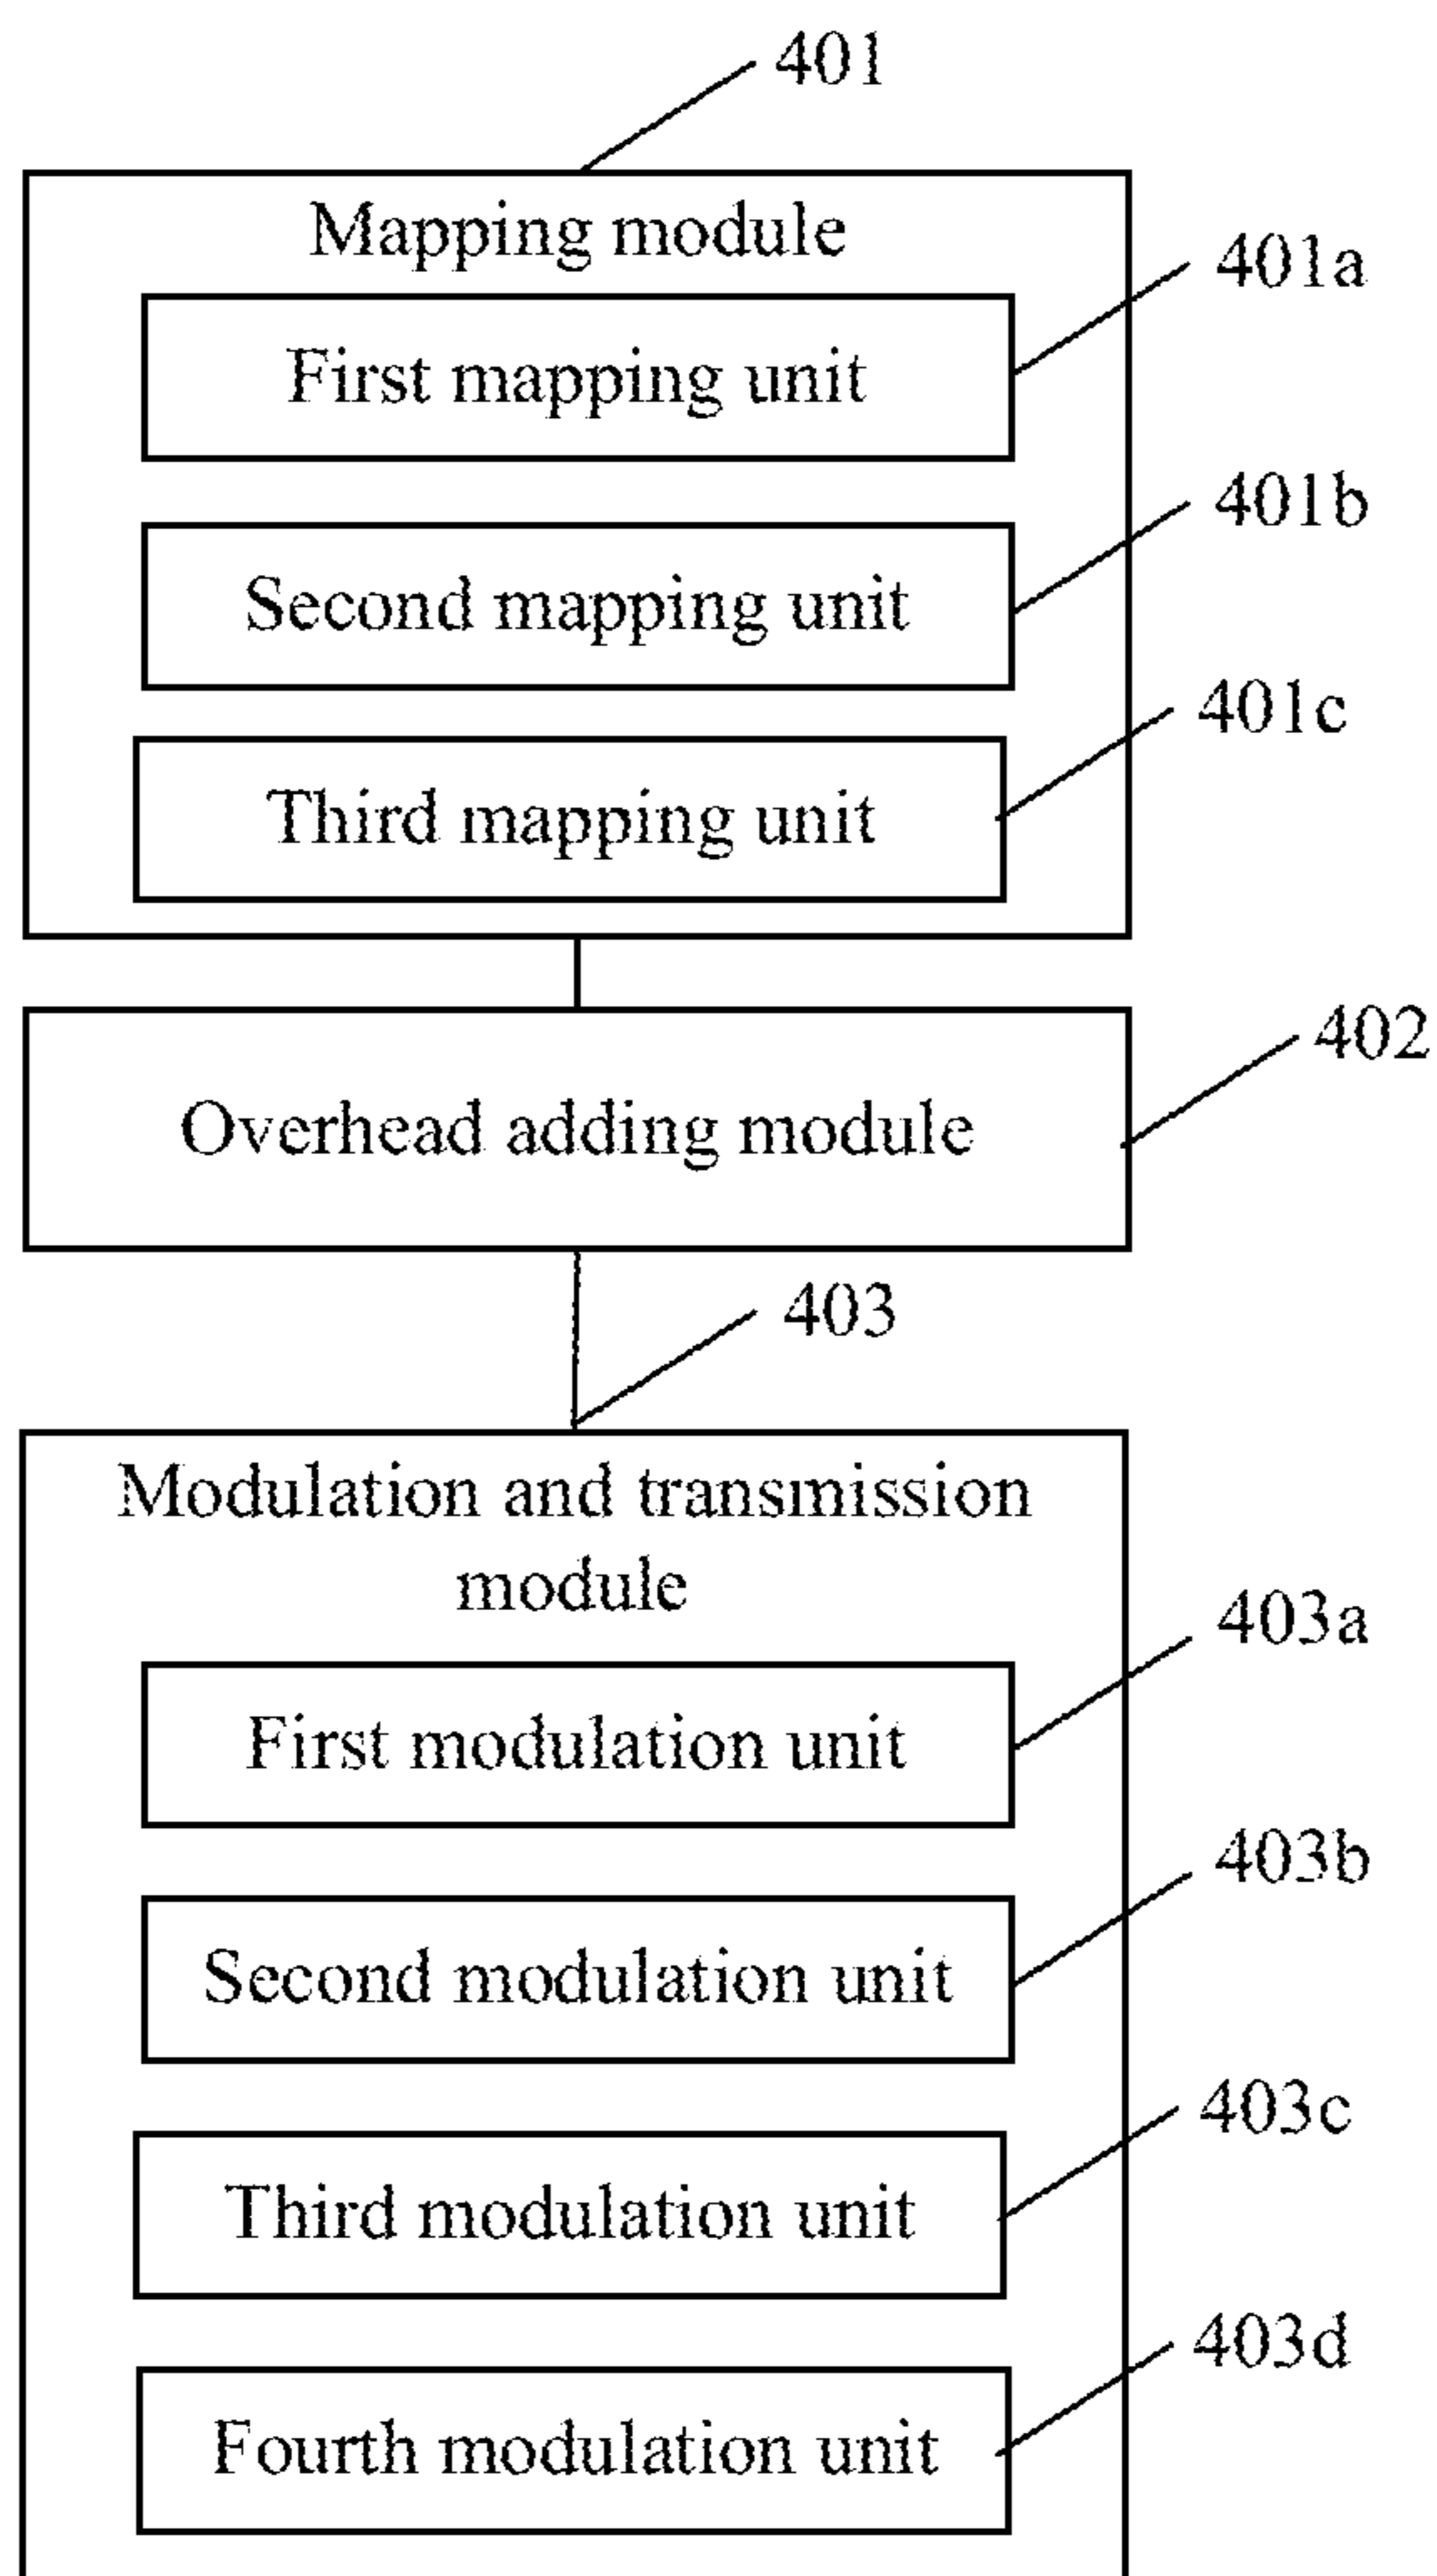 401
Mapping module
401a
First mapping unit
401b
Second mapping unit
401c
Third mapping unit
402
Overhead adding module
403
Modulation and transmission
module
403a
First modulation unit
403b
Second modulation unit
403c
Third modulation unit
403d
Fourth modulation unit